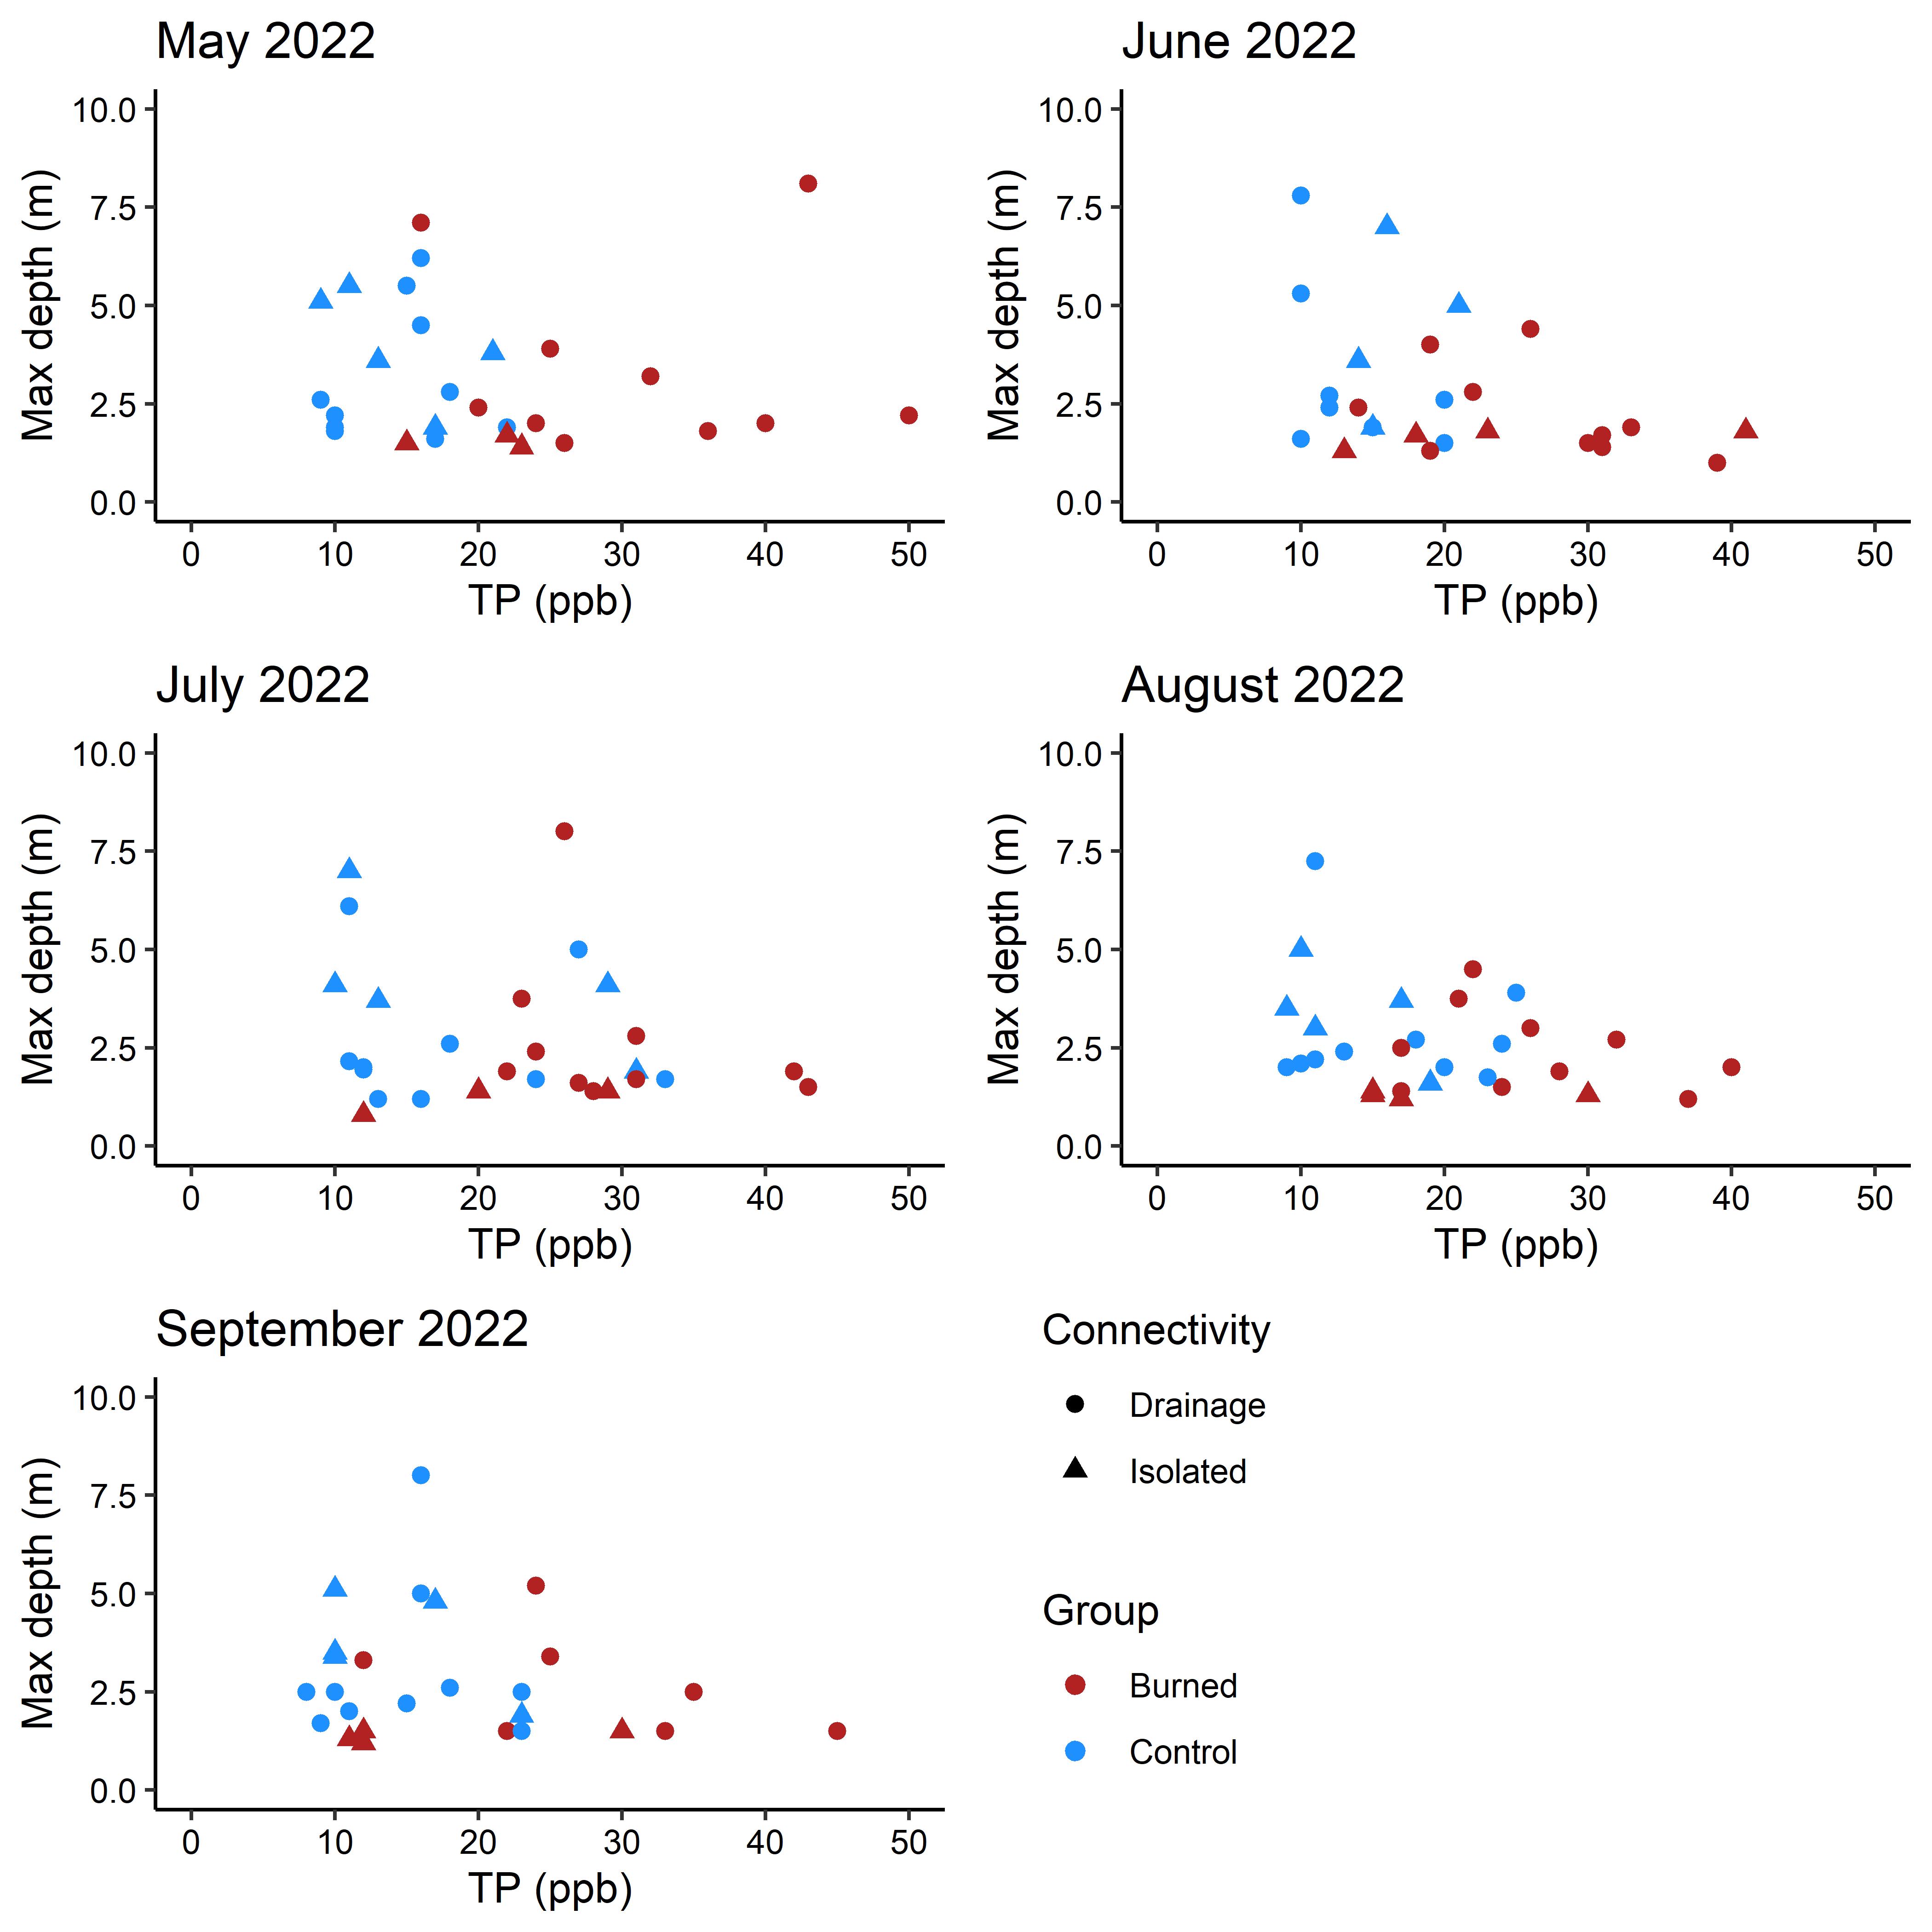 May 2022
10.0
7.5
5.0
2.5
0.0
Max depth (m)
0 10 20 30 40 50
TP (ppb)
June 2022
10.0
7.5
5.0
2.5
0.0
Max depth (m)
0 10 20 30 40 50
TP (ppb)
July 2022
10.0
7.5
5.0
2.5
0.0
Max depth (m)
0 10 20 30 40 50
TP (ppb)
August 2022
10.0
7.5
5.0
2.5
0.0
Max depth (m)
0 10 20 30 40 50
TP (ppb)
September 2022
10.0
7.5
5.0
2.5
0.0
Max depth (m)
0 10 20 30 40 50
TP (ppb)
Connectivity
Drainage
Isolated
Group
Burned
Control